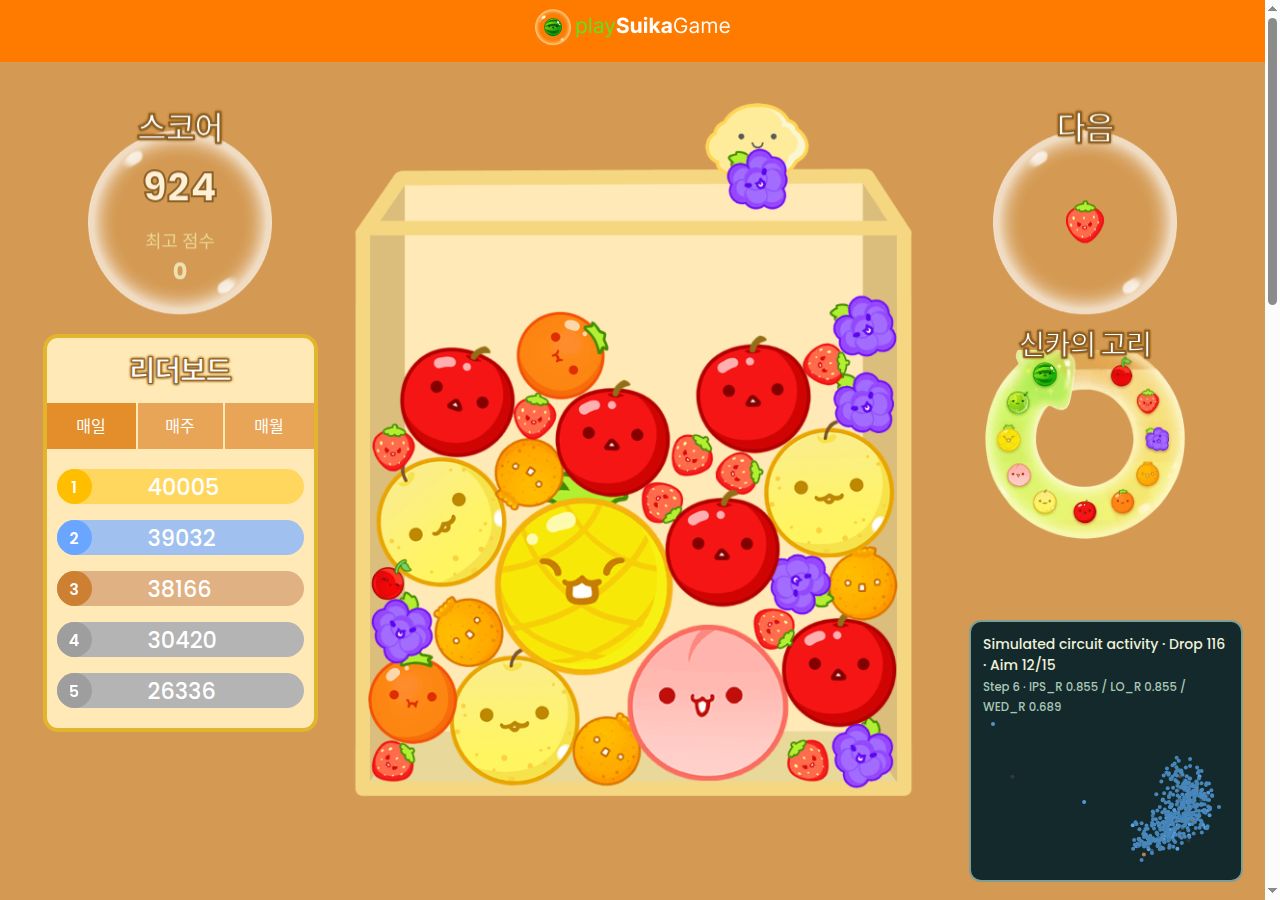 playSuikaGame
스코어
924
최고 점수
0
다음
신카의 고리
리더보드
매일 매주 매월
1 40005
2 39032
3 38166
4 30420
5 26336
Simulated circuit activity · Drop 116
· Aim 12/15
Step 6 · IPS_R 0.855 / LO_R 0.855 /
WED_R 0.689